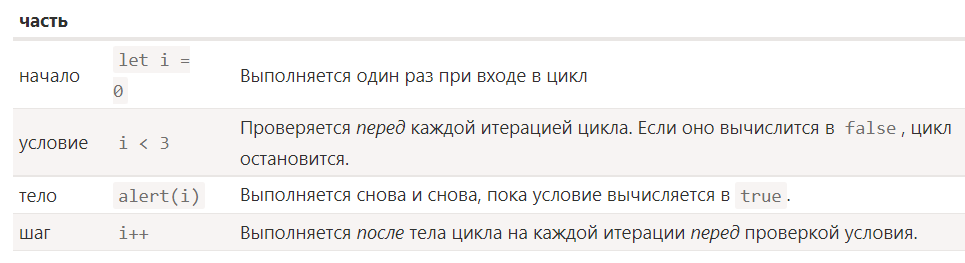 часть
начало let i = 0 Выполняется один раз при входе в цикл
условие i < 3 Проверяется перед каждой итерацией цикла. Если оно вычислится в false, цикл
остановится.
тело alert(i) Выполняется снова и снова, пока условие вычисляется в true.
шаг i++ Выполняется после тела цикла на каждой итерации перед проверкой условия.